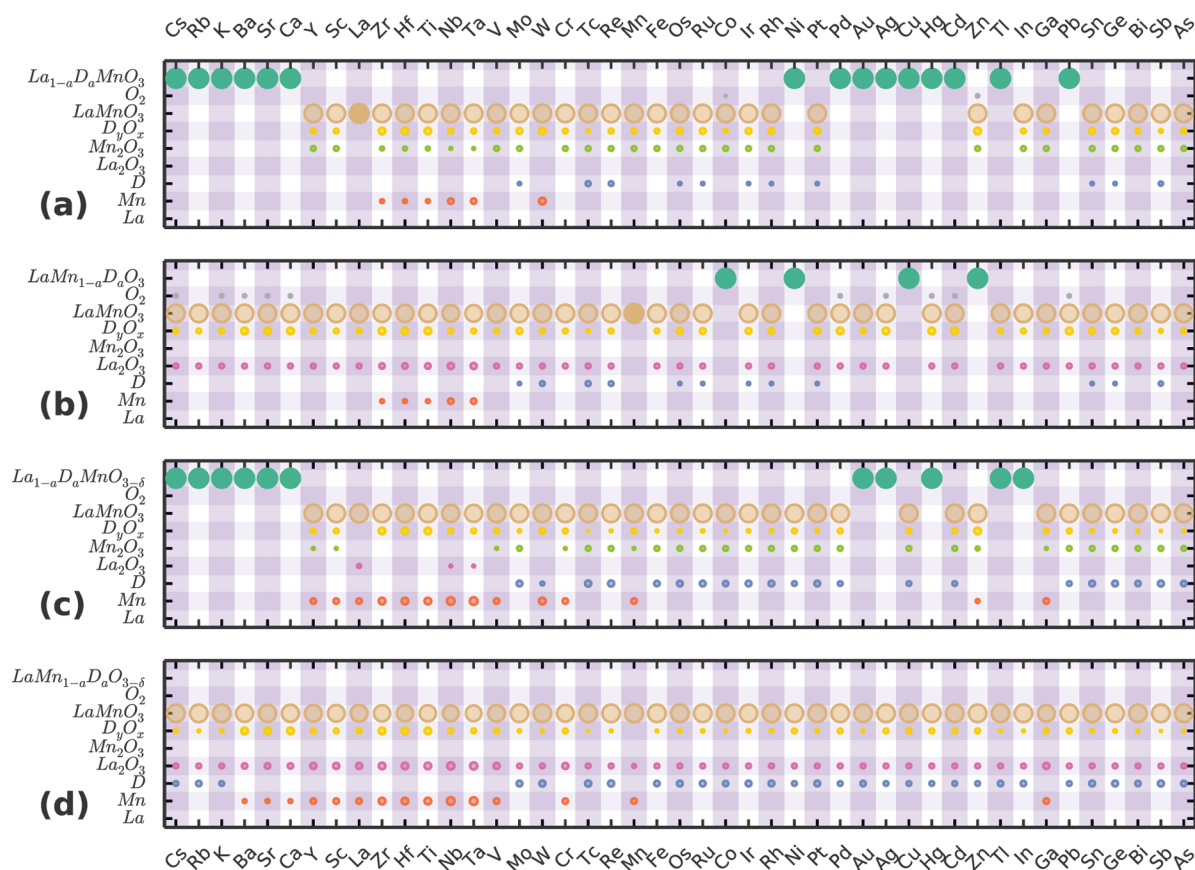 Cs Rb K Ba Sr Ca Y Sc La Zr Hf Ti Nb Ta V Mo W Cr Tc Re Mn Fe Os Ru Co Ir Rh Ni Pt Pd Au Ag Cu Hg Cd Zn Tl In Ga Pb Sn Ge Bi Sb As
La1−aDaMnO3
O2
LaMnO3
DyOx
Mn2O3
La2O3
D
(a)
Mn
La
LaMn1−aDaO3
O2
LaMnO3
DyOx
Mn2O3
La2O3
D
(b)
Mn
La
La1−aDaMnO3−δ
O2
LaMnO3
DyOx
Mn2O3
La2O3
D
(c)
Mn
La
LaMn1−aDaO3−δ
O2
LaMnO3
DyOx
Mn2O3
La2O3
D
(d)
Mn
La
Cs Rb K Ba Sr Ca Y Sc La Zr Hf Ti Nb Ta V Mo W Cr Tc Re Mn Fe Os Ru Co Ir Rh Ni Pt Pd Au Ag Cu Hg Cd Zn Tl In Ga Pb Sn Ge Bi Sb As